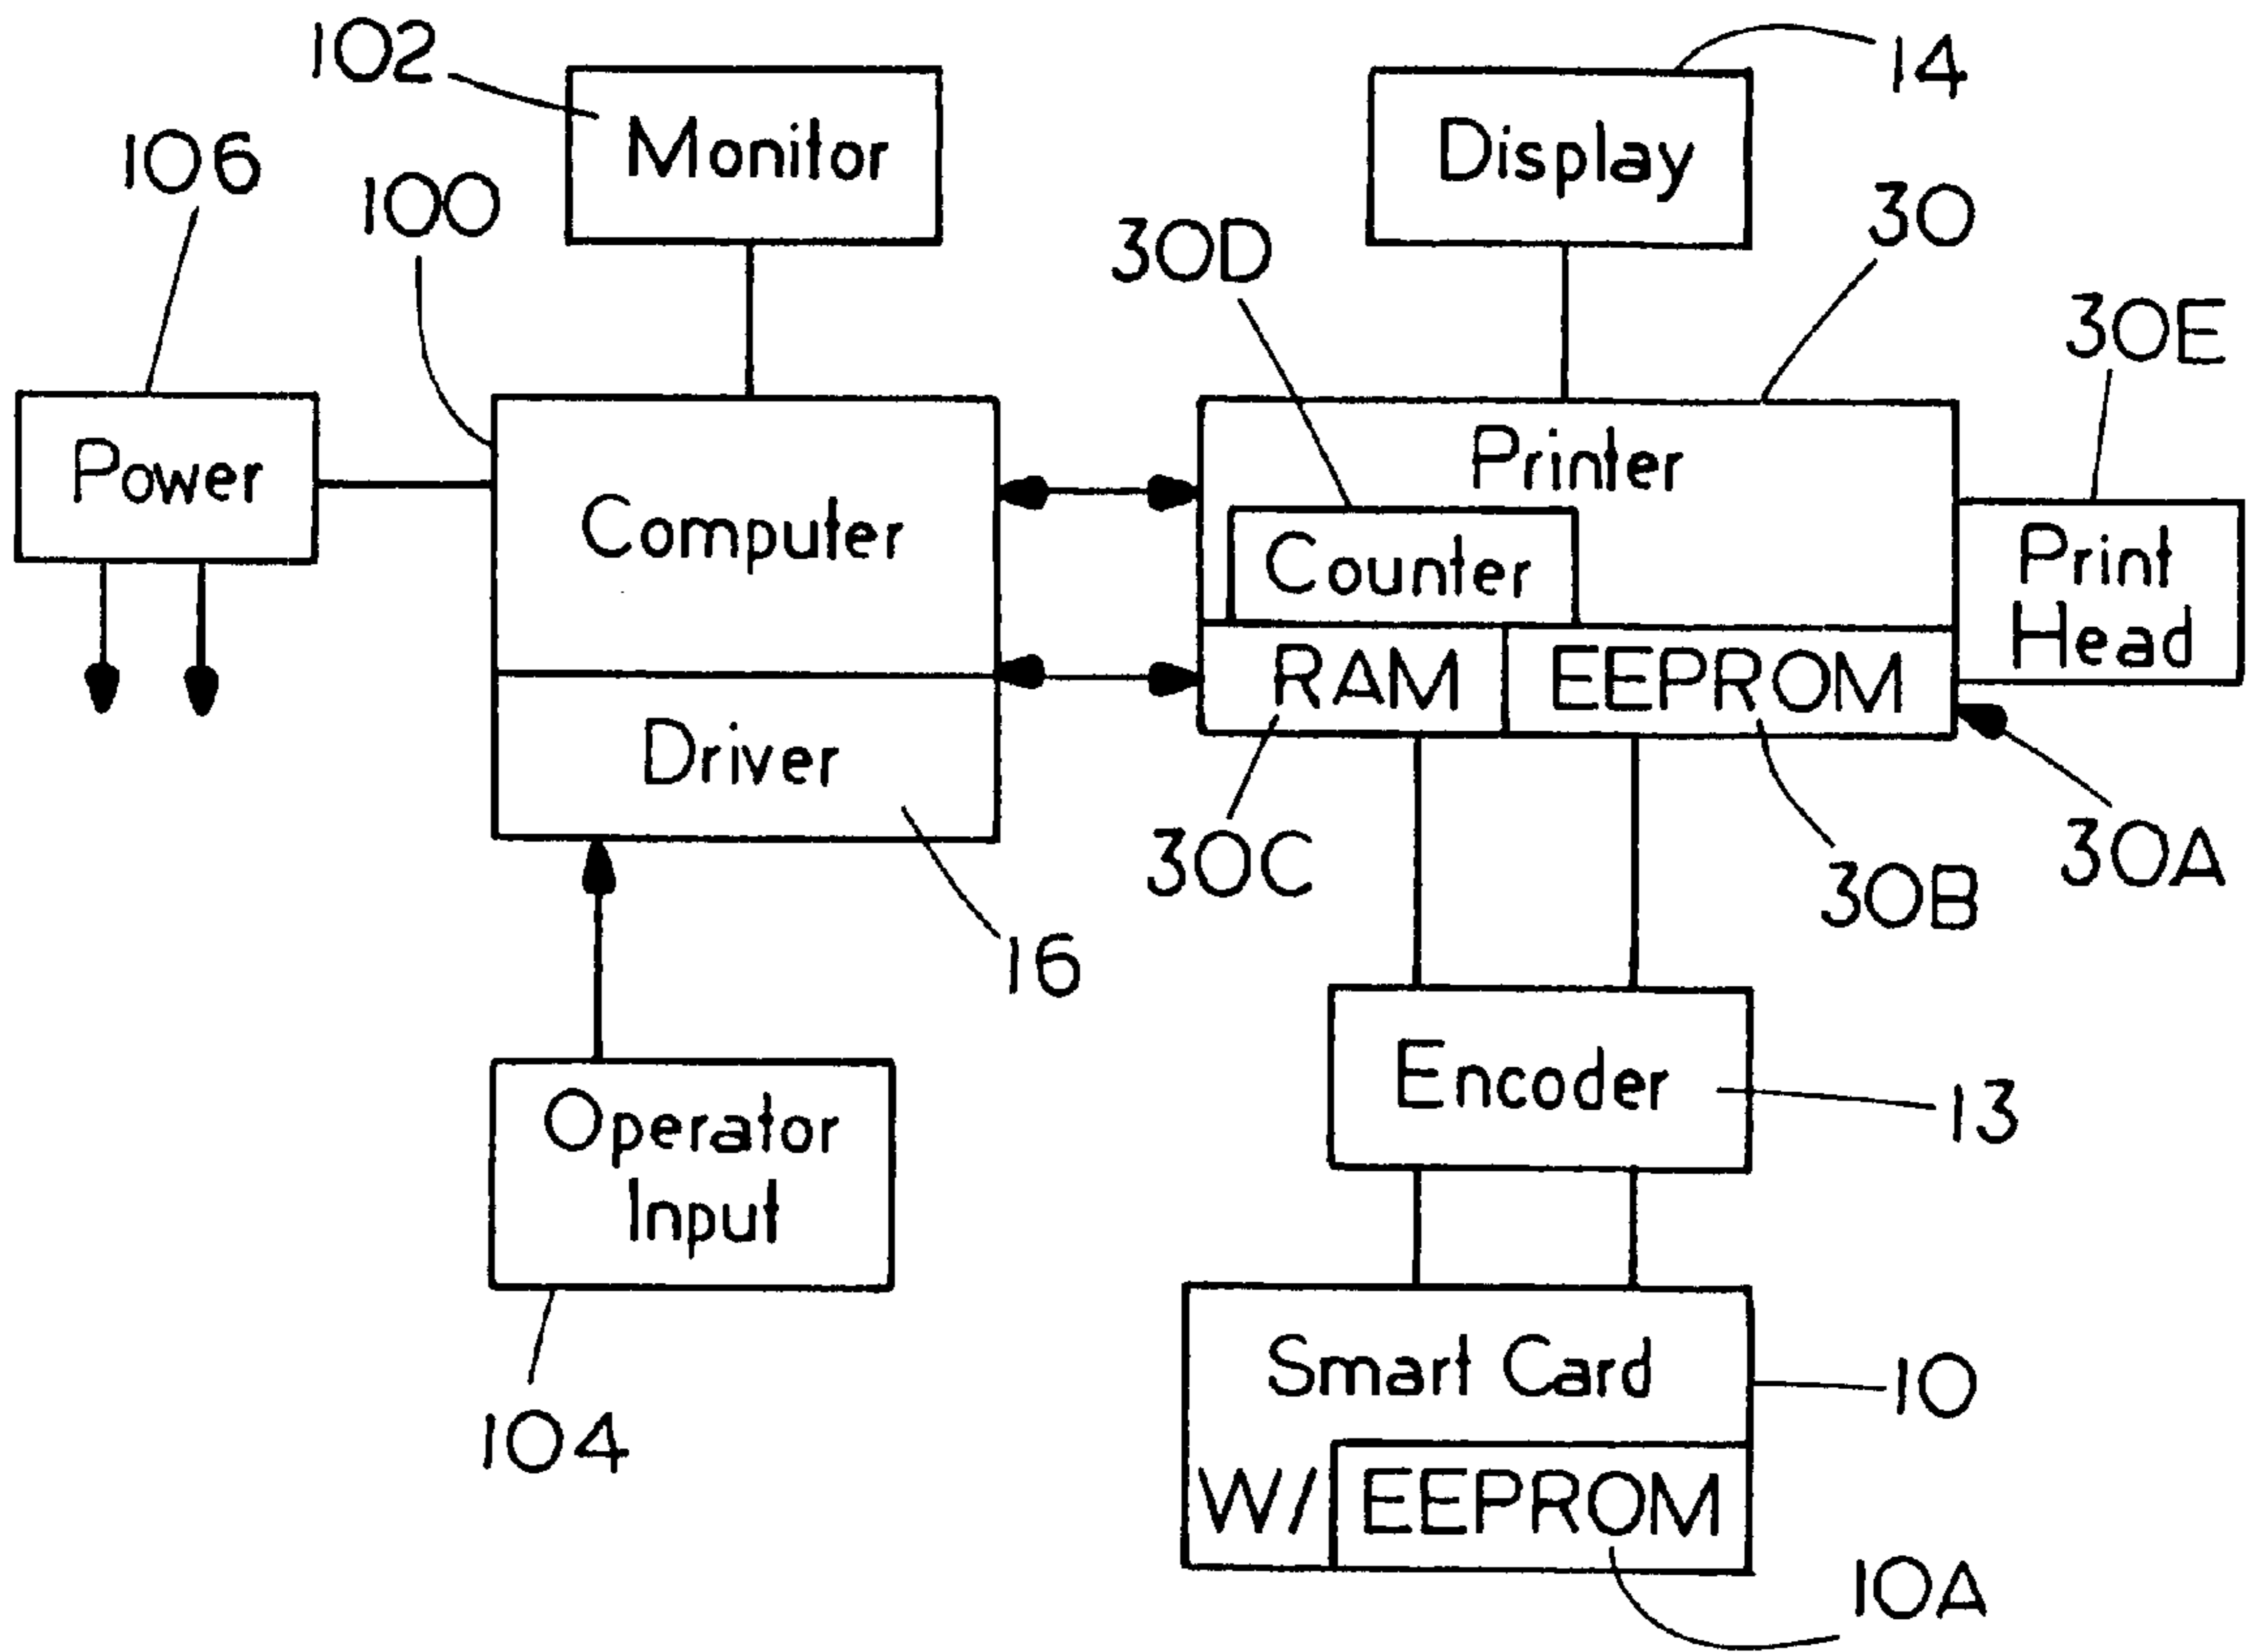 102
Monitor
14
Display
106
100
30D
30
30E
Power
Computer
Printer
Counter
Print
Head
RAM
EEPROM
Driver
30C
30B
30A
16
Operator
Input
104
Encoder
13
Smart Card
10
W/ EEPROM
10A